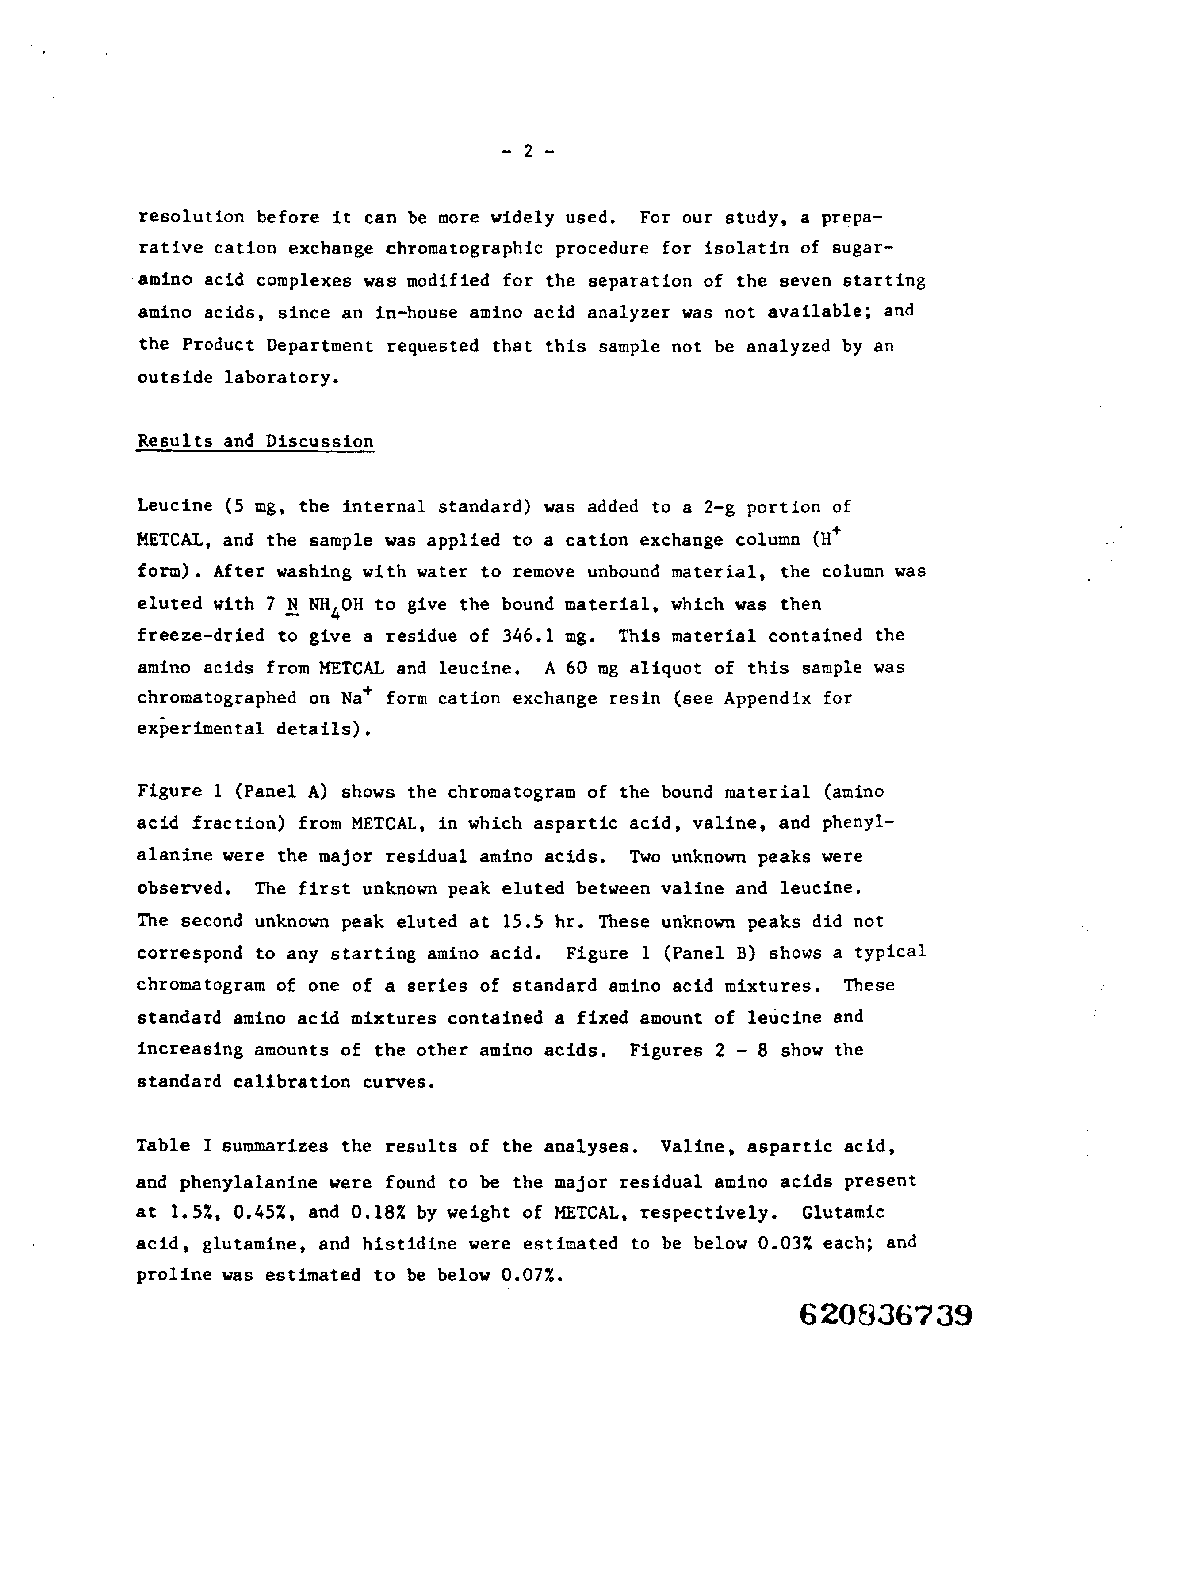 - 2 -
resolution before it can be more widely used. For our study, a prepa-
rative cation exchange chromatographic procedure for isolatin of sugar-
amino acid complexes was modified for the separation of the seven starting
amino acids, since an in-house amino acid analyzer was not available; and
the Product Department requested that this sample not be analyzed by an
outside laboratory.
Results and Discussion
Leucine (5 mg, the internal standard) was added to a 2-g portion of
METCAL, and the sample was applied to a cation exchange column (H⁺
form). After washing with water to remove unbound material, the column was
eluted with 7 N NH₄OH to give the bound material, which was then
freeze-dried to give a residue of 346.1 mg. This material contained the
amino acids from METCAL and leucine. A 60 mg aliquot of this sample was
chromatographed on Na⁺ form cation exchange resin (see Appendix for
experimental details).
Figure 1 (Panel A) shows the chromatogram of the bound material (amino
acid fraction) from METCAL, in which aspartic acid, valine, and phenyl-
alanine were the major residual amino acids. Two unknown peaks were
observed. The first unknown peak eluted between valine and leucine.
The second unknown peak eluted at 15.5 hr. These unknown peaks did not
correspond to any starting amino acid. Figure 1 (Panel B) shows a typical
chromatogram of one of a series of standard amino acid mixtures. These
standard amino acid mixtures contained a fixed amount of leucine and
increasing amounts of the other amino acids. Figures 2 - 8 show the
standard calibration curves.
Table I summarizes the results of the analyses. Valine, aspartic acid,
and phenylalanine were found to be the major residual amino acids present
at 1.5%, 0.45%, and 0.18% by weight of METCAL, respectively. Glutamic
acid, glutamine, and histidine were estimated to be below 0.03% each; and
proline was estimated to be below 0.07%.
620836739